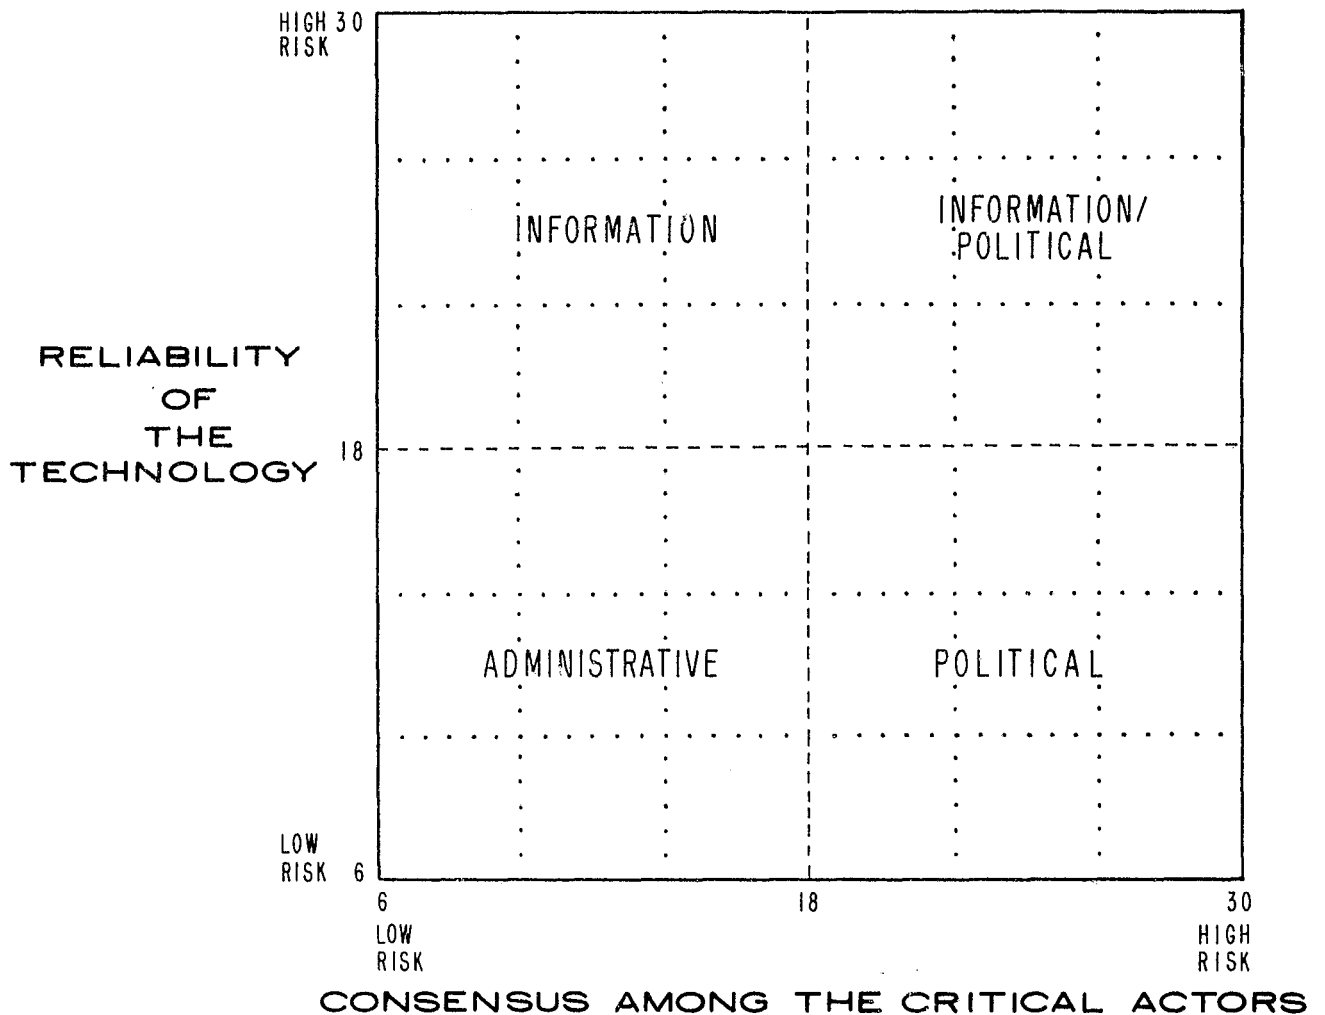 HIGH 30
RISK
INFORMATION
INFORMATION/
POLITICAL
RELIABILITY
OF
THE
TECHNOLOGY
18
ADMINISTRATIVE
POLITICAL
LOW
RISK 6
6
18
30
LOW
RISK
HIGH
RISK
CONSENSUS AMONG THE CRITICAL ACTORS